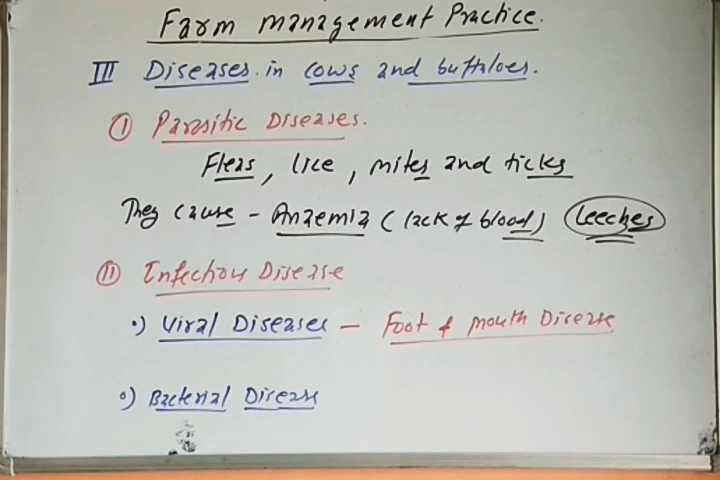 Farm management Practice.
III Diseases in cows and buffaloes.
① Parasitic Diseases.
Fleas, lice, mites and ticks
They cause - Anaemia (lack of blood) Leeches
② Infectious Disease
•) Viral Diseases - Foot & mouth Disease
•) Bacterial Disease